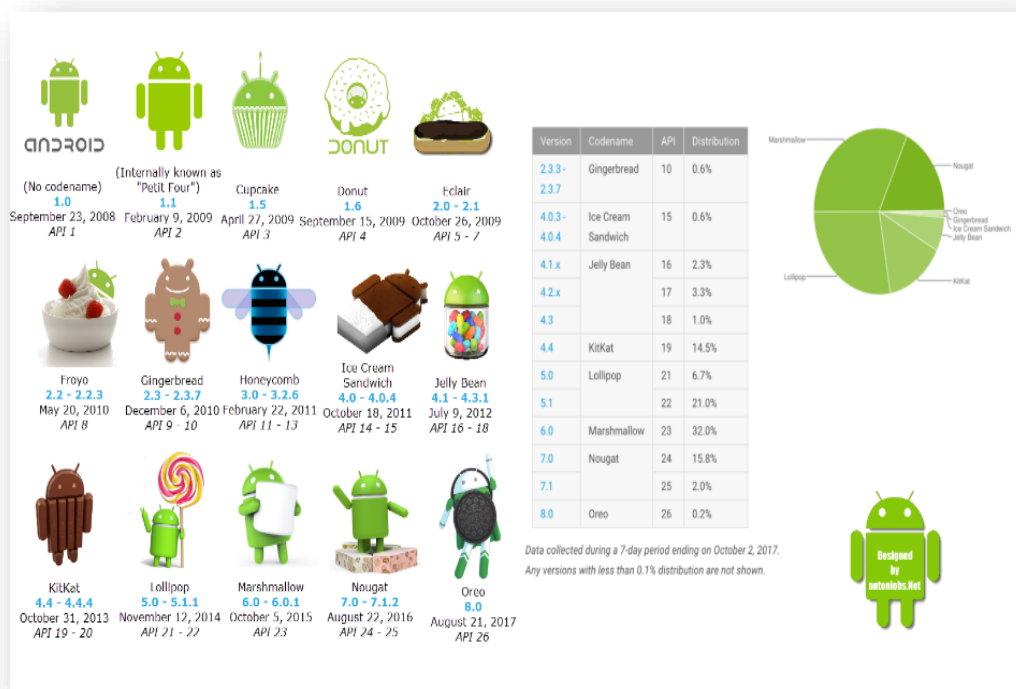 ANDROID
(No codename)
1.0
September 23, 2008
API 1
(Internally known as
"Petit Four")
1.1
February 9, 2009
API 2
Cupcake
1.5
April 27, 2009
API 3
DONUT
Donut
1.6
September 15, 2009
API 4
Eclair
2.0 - 2.1
October 26, 2009
API 5 - 7
Froyo
2.2 - 2.2.3
May 20, 2010
API 8
Gingerbread
2.3 - 2.3.7
December 6, 2010
API 9 - 10
Honeycomb
3.0 - 3.2.6
February 22, 2011
API 11 - 13
Ice Cream
Sandwich
4.0 - 4.0.4
October 18, 2011
API 14 - 15
Jelly Bean
4.1 - 4.3.1
July 9, 2012
API 16 - 18
KitKat
4.4 - 4.4.4
October 31, 2013
API 19 - 20
Lollipop
5.0 - 5.1.1
November 12, 2014
API 21 - 22
Marshmallow
6.0 - 6.0.1
October 5, 2015
API 23
Nougat
7.0 - 7.1.2
August 22, 2016
API 24 - 25
Oreo
8.0
August 21, 2017
API 26
Version Codename API Distribution
2.3.3 - Gingerbread 10 0.6%
2.3.7
4.0.3 - Ice Cream 15 0.6%
4.0.4 Sandwich
4.1.x Jelly Bean 16 2.3%
4.2.x 17 3.3%
4.3 18 1.0%
4.4 KitKat 19 14.5%
5.0 Lollipop 21 6.7%
5.1 22 21.0%
6.0 Marshmallow 23 32.0%
7.0 Nougat 24 15.8%
7.1 25 2.0%
8.0 Oreo 26 0.2%
Data collected during a 7-day period ending on October 2, 2017.
Any versions with less than 0.1% distribution are not shown.
Marshmallow
Nougat
Oreo
Gingerbread
Ice Cream Sandwich
Jelly Bean
KitKat
Lollipop
Designed
by